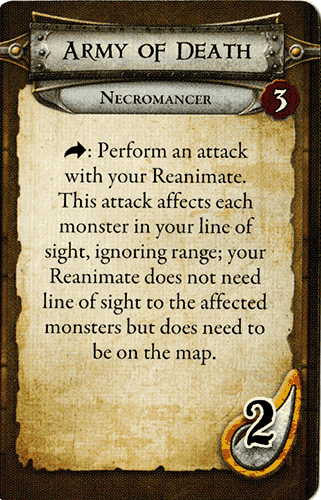 ARMY OF DEATH
NECROMANCER
3
: Perform an attack
with your Reanimate.
This attack affects each
monster in your line of
sight, ignoring range; your
Reanimate does not need
line of sight to the affected
monsters but does need to
be on the map.
2